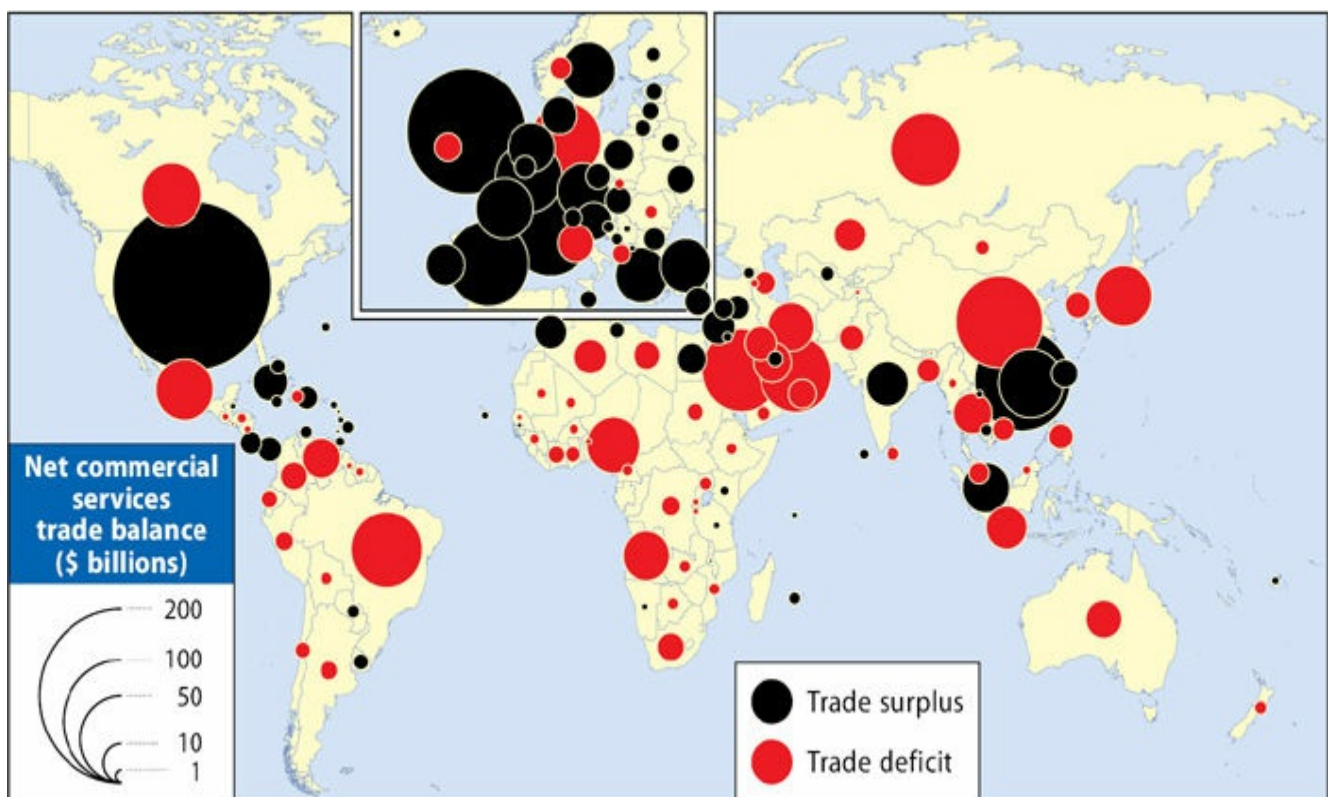 Net commercial
services
trade balance
($ billions)
200
100
50
10
1
Trade surplus
Trade deficit